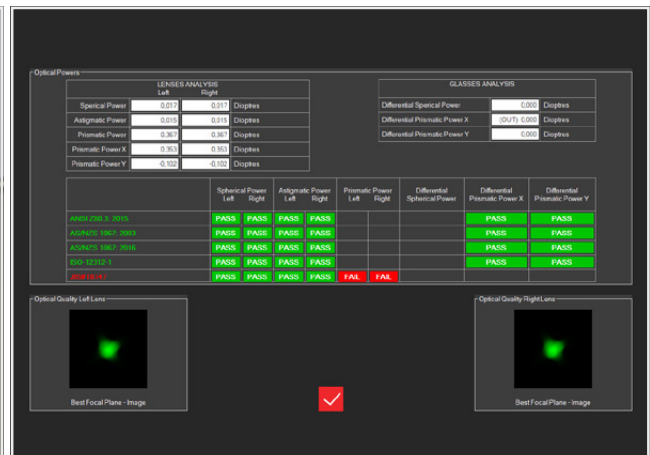 Optical Powers
LENSES ANALYSIS
Left Right
Sperical Power 0,017 0,017 Dioptres
Astigmatic Power 0,015 0,015 Dioptres
Prismatic Power 0,367 0,367 Dioptres
Prismatic Power X 0,353 0,353 Dioptres
Prismatic Power Y -0,102 -0,102 Dioptres
GLASSES ANALYSIS
Differential Sperical Power 0,000 Dioptres
Differential Prismatic Power X (OUT) 0,000 Dioptres
Differential Prismatic Power Y 0,000 Dioptres
Spherical Power Astigmatic Power Prismatic Power Differential Differential Differential
Left Right Left Right Left Right Spherical Power Prismatic Power X Prismatic Power Y
ANSI Z80.3: 2015 PASS PASS PASS PASS PASS PASS
AS/NZS 1067: 2003 PASS PASS PASS PASS PASS PASS
AS/NZS 1067: 2016 PASS PASS PASS PASS PASS PASS
ISO-12312-1 PASS PASS PASS PASS PASS PASS
PASS PASS PASS PASS FAIL FAIL
Optical Quality Left Lens
Best Focal Plane - Image
Optical Quality Right Lens
Best Focal Plane - Image